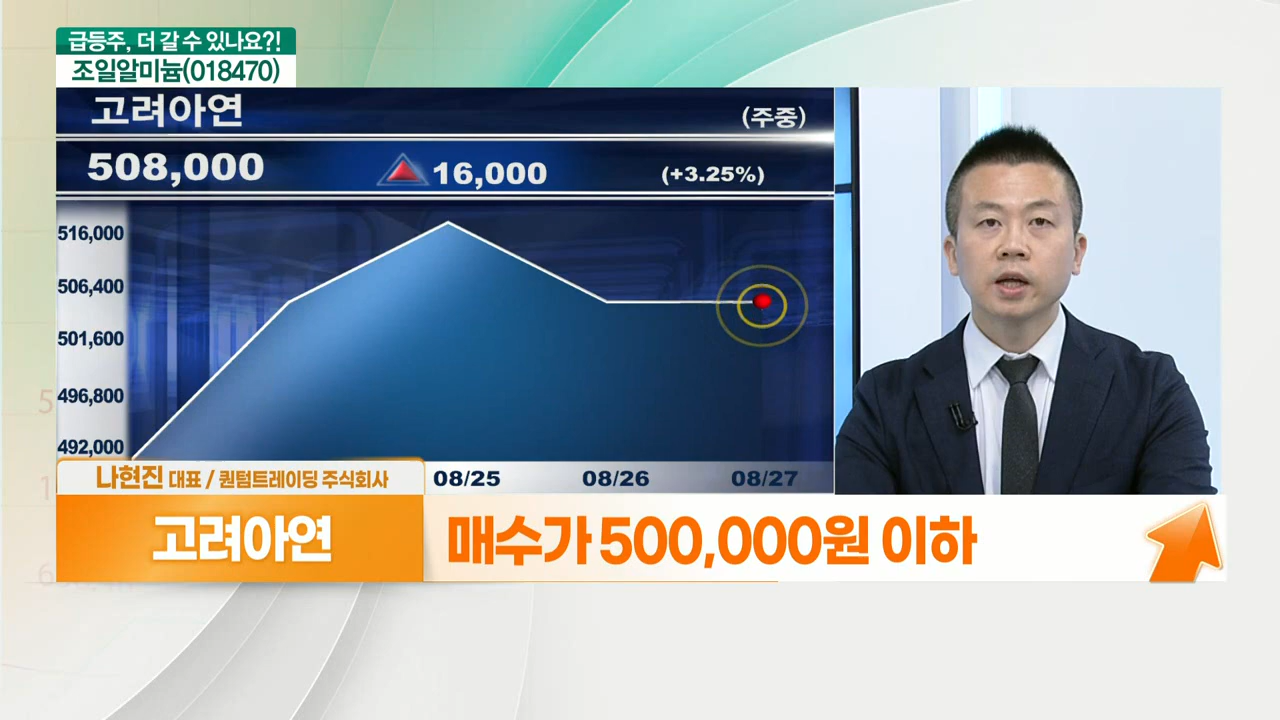 급등주, 더 갈 수 있나요?!
조일알미늄(018470)
고려아연 (주중)
508,000 16,000 (+3.25%)
516,000
506,400
501,600
496,800
492,000
08/25 08/26 08/27
나현진 대표 / 퀀텀트레이딩 주식회사
고려아연 매수가 500,000원 이하